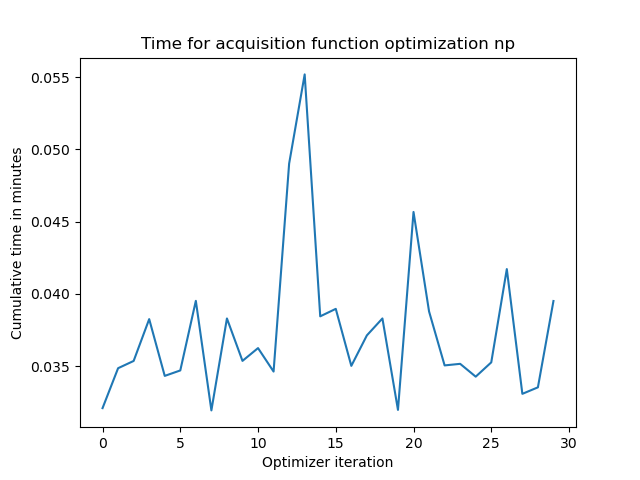 Time for acquisition function optimization np
Cumulative time in minutes
0.055
0.050
0.045
0.040
0.035
0 5 10 15 20 25 30
Optimizer iteration